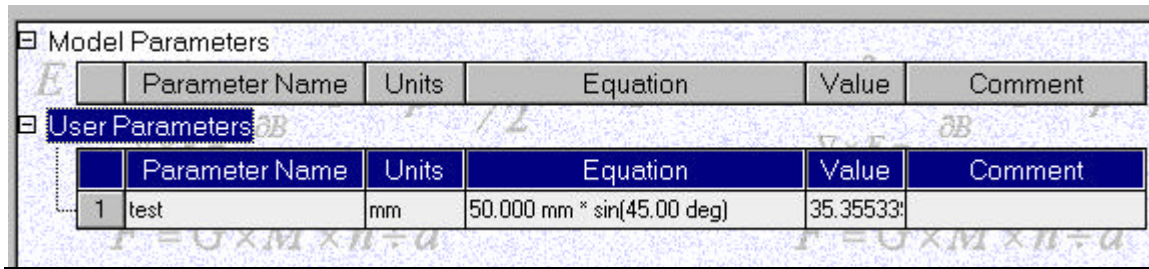 Model Parameters
Parameter Name Units Equation Value Comment
User Parameters
∂B ∂B
Parameter Name Units Equation Value Comment
1 test mm 50.000 mm * sin(45.00 deg) 35.35533
F = G × M × n ÷ a F = G × M × n ÷ a